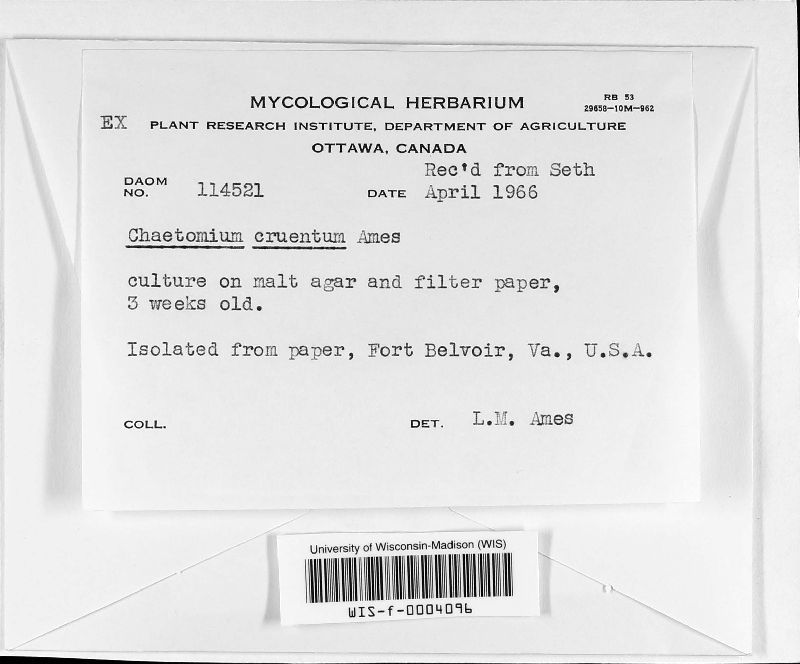 MYCOLOGICAL HERBARIUM
RB 53
29658-10M-962
EX PLANT RESEARCH INSTITUTE, DEPARTMENT OF AGRICULTURE
OTTAWA, CANADA
Rec'd from Seth
DAOM NO. 114521 DATE April 1966
Chaetomium cruentum Ames
culture on malt agar and filter paper,
3 weeks old.
Isolated from paper, Fort Belvoir, Va., U.S.A.
COLL. DET. L.M. Ames
University of Wisconsin-Madison (WIS)
WIS-f-0004096